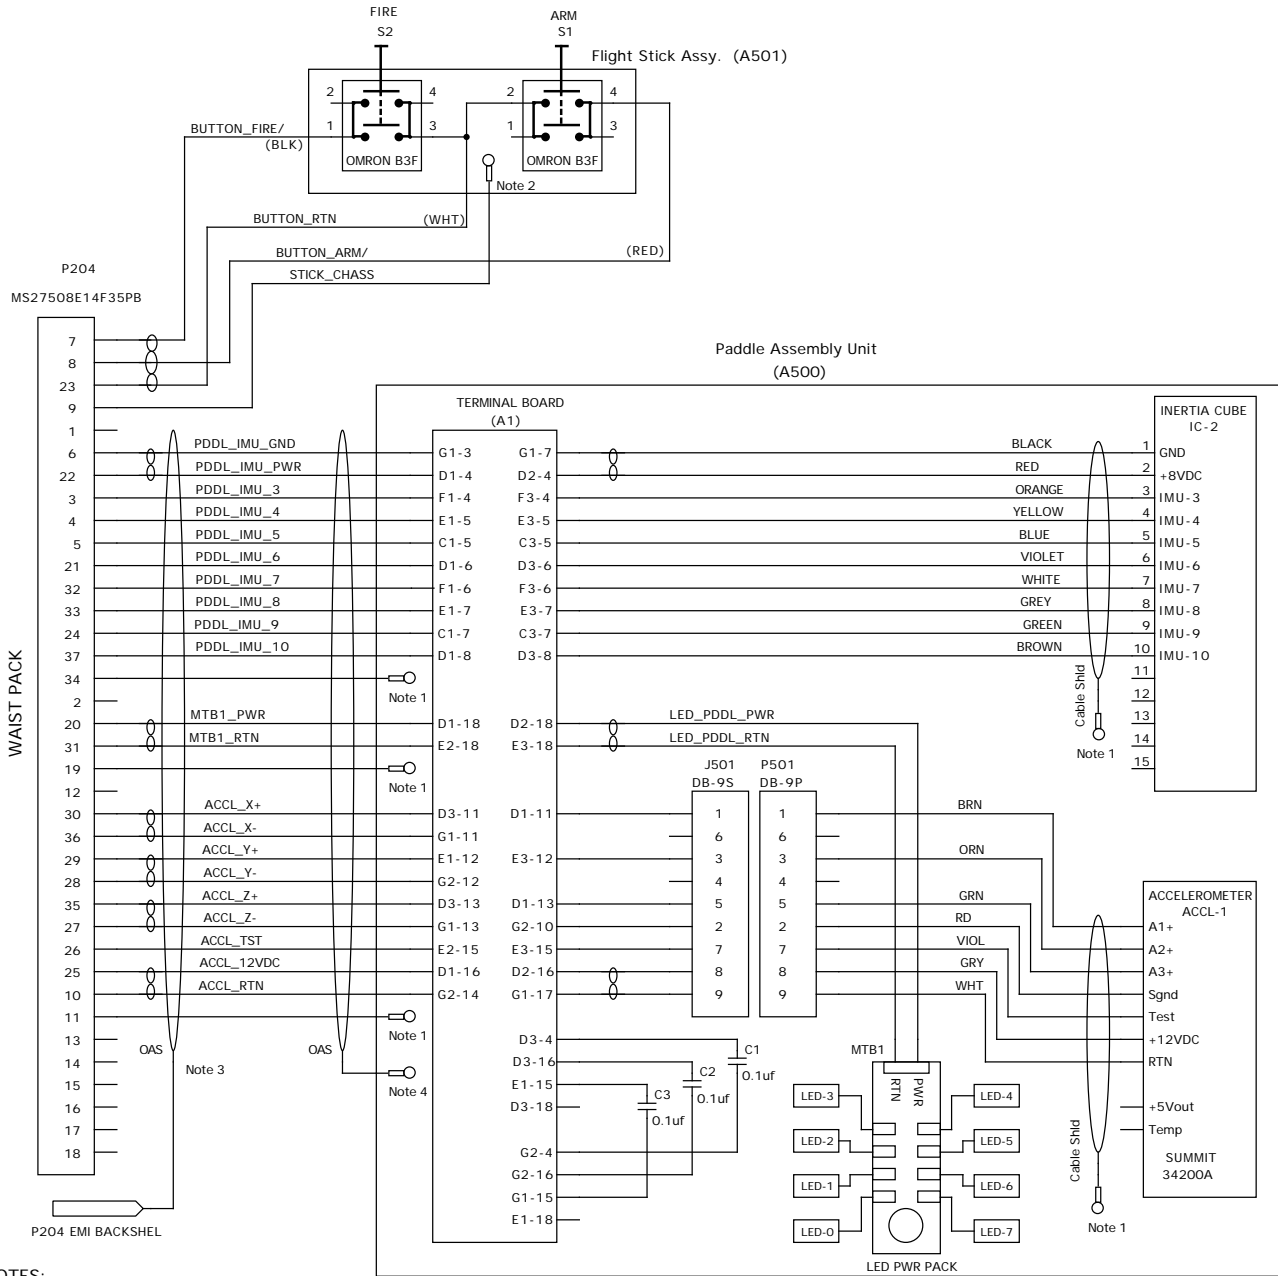 FIRE
S2
ARM
S1
Flight Stick Assy. (A501)
2
4
1
3
OMRON B3F
2
4
1
3
OMRON B3F
BUTTON_FIRE/
(BLK)
Note 2
BUTTON_RTN
(WHT)
BUTTON_ARM/
(RED)
STICK_CHASS
P204
MS27508E14F35PB
WAIST PACK
7
8
23
9
1
6
22
3
4
5
21
32
33
24
37
34
2
20
31
19
12
30
36
29
28
35
27
26
25
10
11
13
14
15
16
17
18
P204 EMI BACKSHEL
PDDL_IMU_GND
PDDL_IMU_PWR
PDDL_IMU_3
PDDL_IMU_4
PDDL_IMU_5
PDDL_IMU_6
PDDL_IMU_7
PDDL_IMU_8
PDDL_IMU_9
PDDL_IMU_10
Note 1
MTB1_PWR
MTB1_RTN
Note 1
ACCL_X+
ACCL_X-
ACCL_Y+
ACCL_Y-
ACCL_Z+
ACCL_Z-
ACCL_TST
ACCL_12VDC
ACCL_RTN
Note 1
OAS
Note 3
OAS
Note 4
Paddle Assembly Unit
(A500)
TERMINAL BOARD
(A1)
G1-3 G1-7
D1-4 D2-4
F1-4 F3-4
E1-5 E3-5
C1-5 C3-5
D1-6 D3-6
F1-6 F3-6
E1-7 E3-7
C1-7 C3-7
D1-8 D3-8
D1-18 D2-18
E2-18 E3-18
D3-11 D1-11
G1-11
E1-12 E3-12
G2-12
D3-13 D1-13
G1-13 G2-10
E2-15 E3-15
D1-16 D2-16
G2-14 G1-17
D3-4
D3-16
E1-15
D3-18
G2-4
G2-16
G1-15
E1-18
BLACK
RED
ORANGE
YELLOW
BLUE
VIOLET
WHITE
GREY
GREEN
BROWN
Cable Shld
Note 1
INERTIA CUBE
IC-2
1 GND
2 +8VDC
3 IMU-3
4 IMU-4
5 IMU-5
6 IMU-6
7 IMU-7
8 IMU-8
9 IMU-9
10 IMU-10
11
12
13
14
15
LED_PDDL_PWR
LED_PDDL_RTN
J501
DB-9S
1
6
3
4
5
2
7
8
9
P501
DB-9P
1
6
3
4
5
2
7
8
9
BRN
ORN
GRN
RD
VIOL
GRY
WHT
ACCELEROMETER
ACCL-1
A1+
A2+
A3+
Sgnd
Test
+12VDC
RTN
+5Vout
Temp
SUMMIT
34200A
Cable Shld
Note 1
C1
0.1uf
C2
0.1uf
C3
0.1uf
MTB1
RTN
PWR
LED-3
LED-2
LED-1
LED-0
LED-4
LED-5
LED-6
LED-7
LED PWR PACK